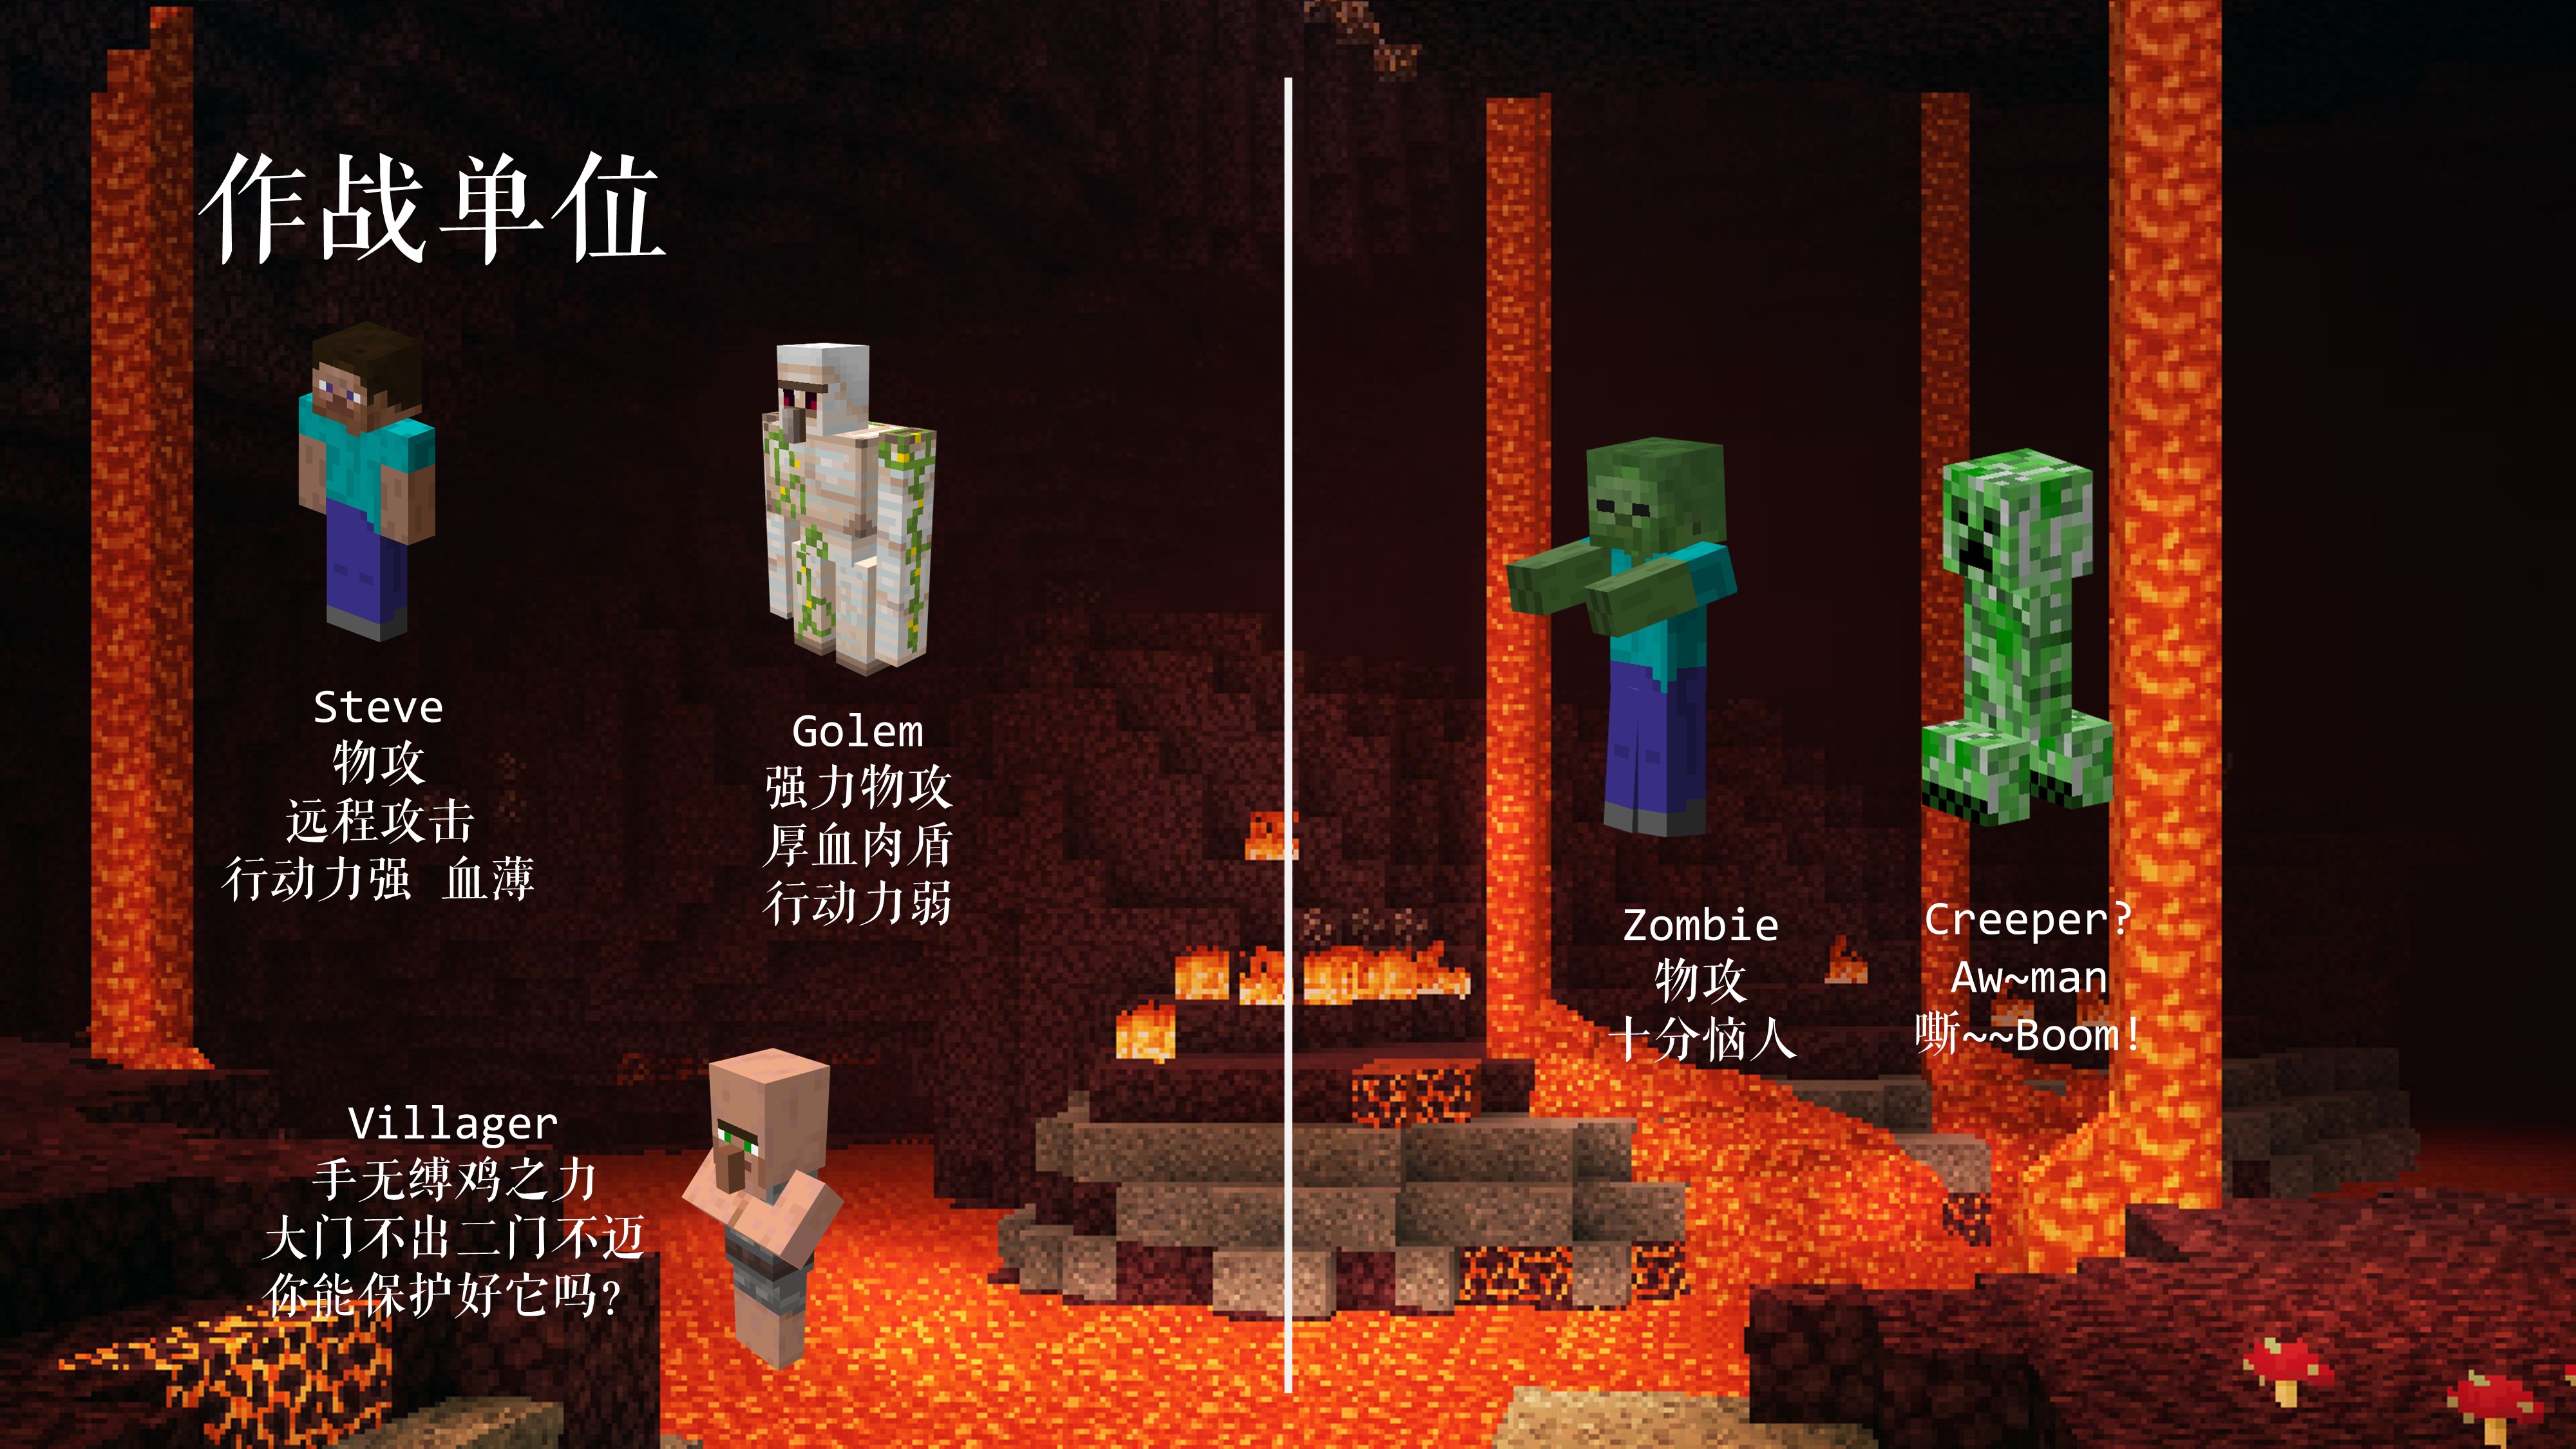 作战单位
Steve
物攻
远程攻击
行动力强 血薄
Golem
强力物攻
厚血肉盾
行动力弱
Villager
手无缚鸡之力
大门不出二门不迈
你能保护好它吗?
Zombie
物攻
十分恼人
Creeper?
Aw~man
嘶~~Boom!